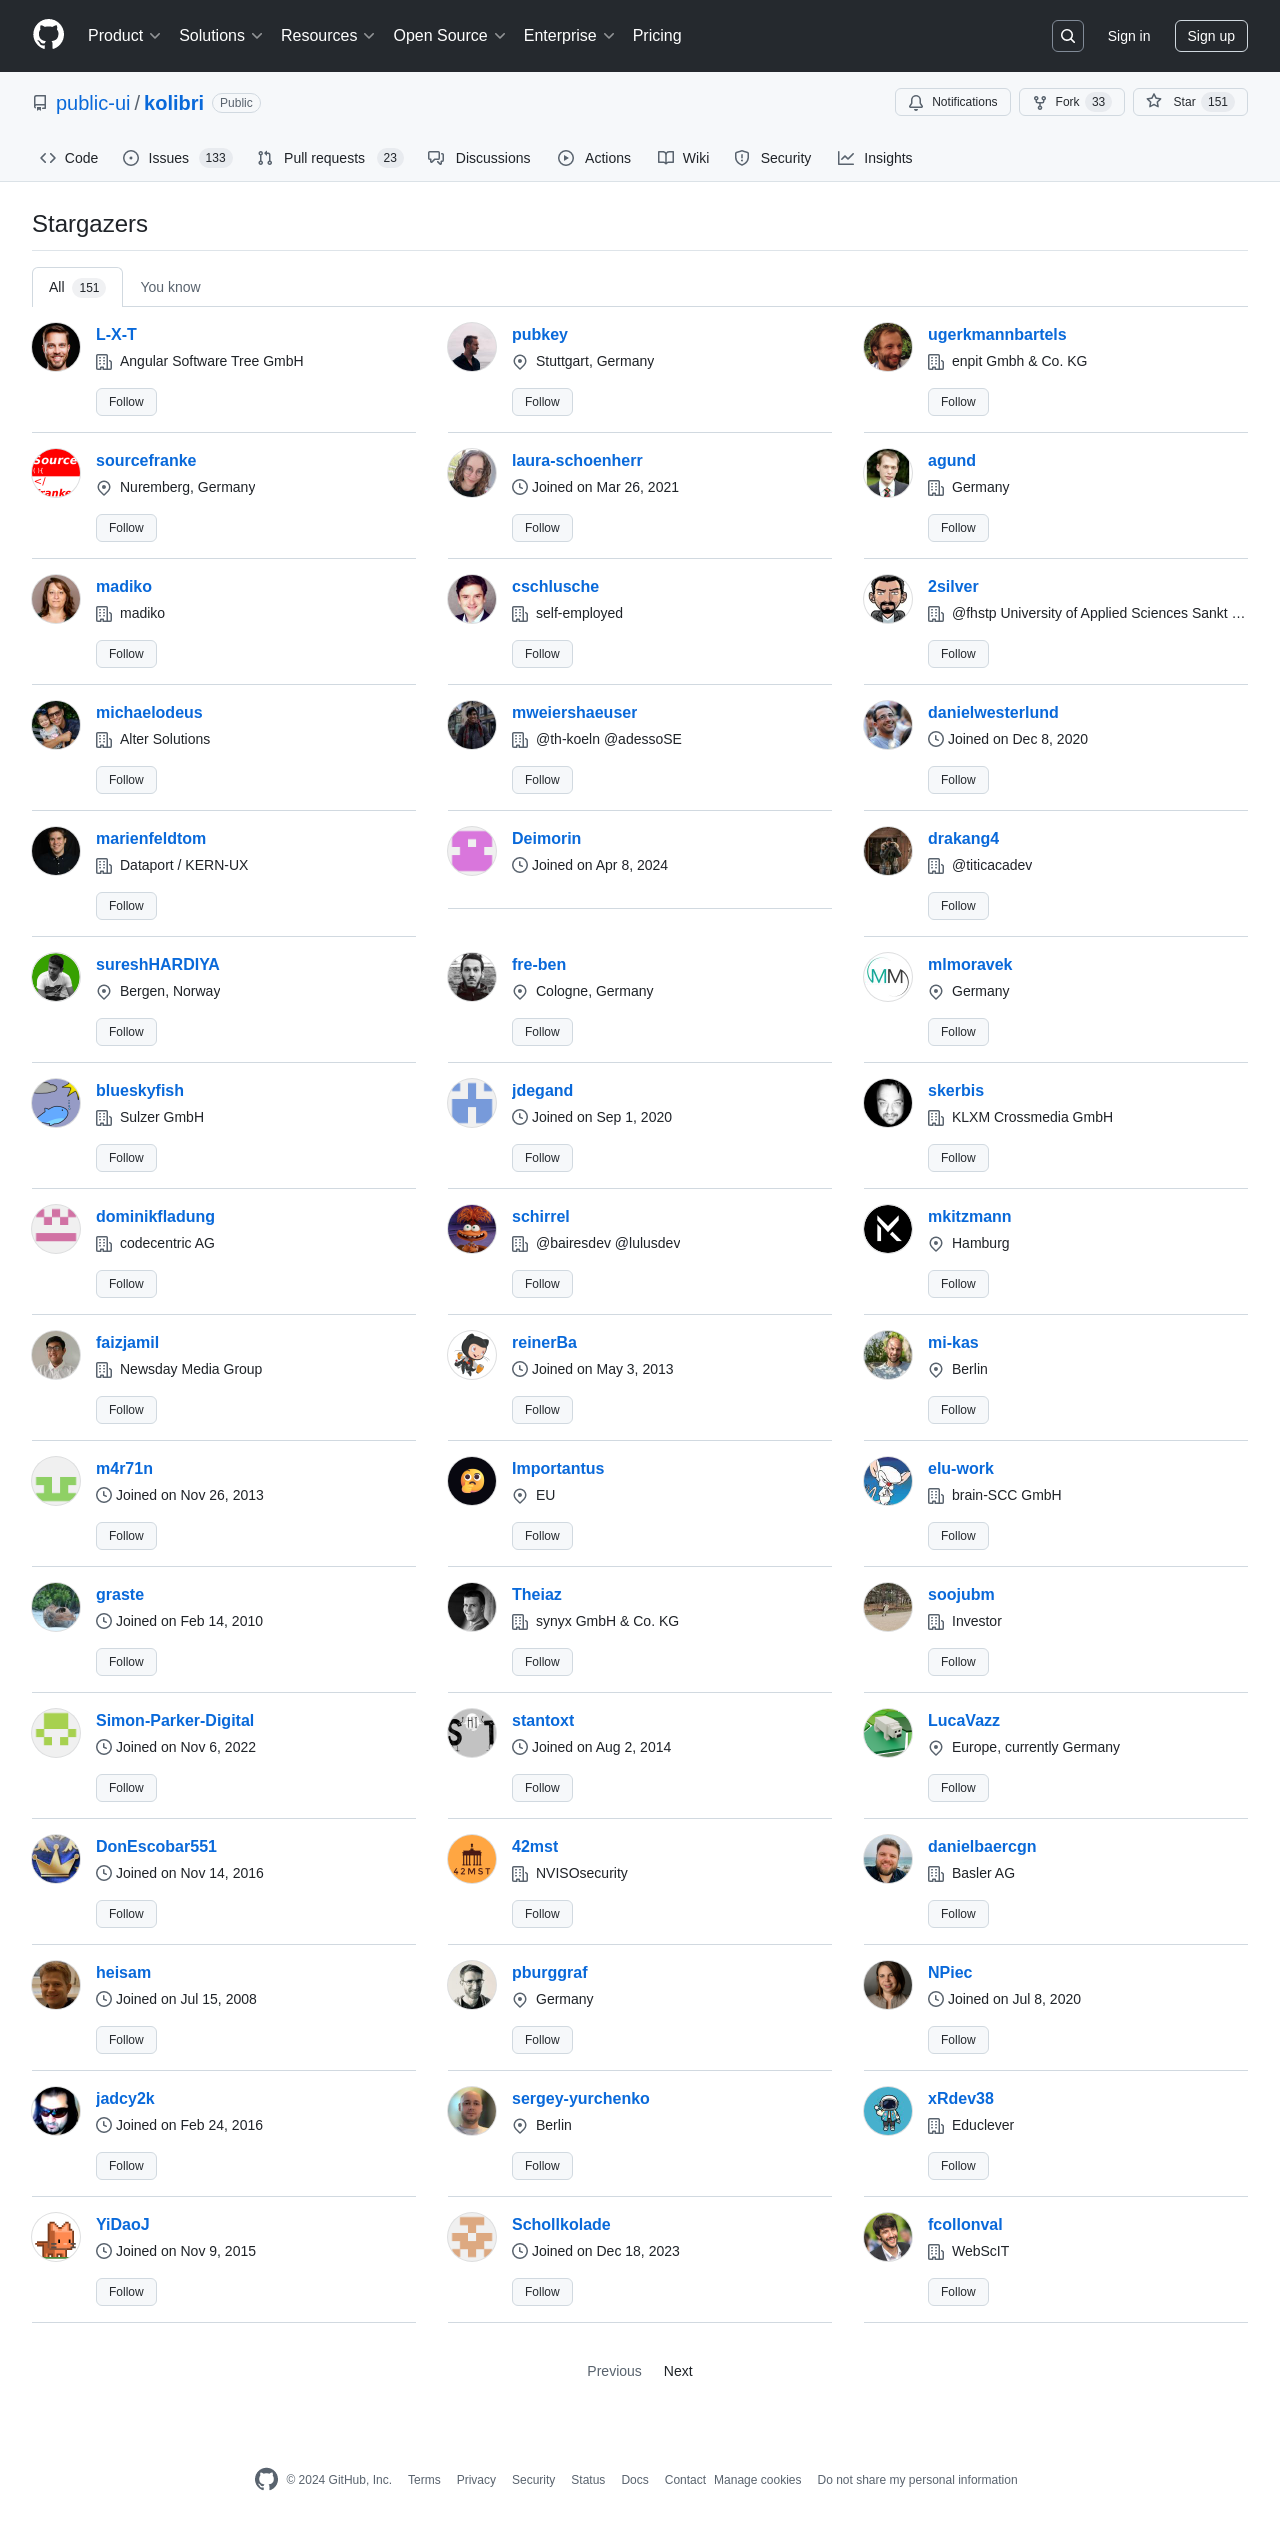 Product Solutions Resources Open Source Enterprise Pricing Sign in Sign up
public-ui / kolibri Public Notifications Fork 33 Star 151
Code Issues 133 Pull requests 23 Discussions Actions Wiki Security Insights
Stargazers
All 151 You know
L-X-T pubkey ugerkmannbartels
Angular Software Tree GmbH Stuttgart, Germany enpit Gmbh & Co. KG
Follow Follow Follow
sourcefranke laura-schoenherr agund
Nuremberg, Germany Joined on Mar 26, 2021 Germany
Follow Follow Follow
madiko cschlusche 2silver
madiko self-employed @fhstp University of Applied Sciences Sankt …
Follow Follow Follow
michaelodeus mweiershaeuser danielwesterlund
Alter Solutions @th-koeln @adessoSE Joined on Dec 8, 2020
Follow Follow Follow
marienfeldtom Deimorin drakang4
Dataport / KERN-UX Joined on Apr 8, 2024 @titicacadev
Follow Follow
sureshHARDIYA fre-ben mlmoravek
Bergen, Norway Cologne, Germany Germany
Follow Follow Follow
blueskyfish jdegand skerbis
Sulzer GmbH Joined on Sep 1, 2020 KLXM Crossmedia GmbH
Follow Follow Follow
dominikfladung schirrel mkitzmann
codecentric AG @bairesdev @lulusdev Hamburg
Follow Follow Follow
faizjamil reinerBa mi-kas
Newsday Media Group Joined on May 3, 2013 Berlin
Follow Follow Follow
m4r71n Importantus elu-work
Joined on Nov 26, 2013 EU brain-SCC GmbH
Follow Follow Follow
graste Theiaz soojubm
Joined on Feb 14, 2010 synyx GmbH & Co. KG Investor
Follow Follow Follow
Simon-Parker-Digital stantoxt LucaVazz
Joined on Nov 6, 2022 Joined on Aug 2, 2014 Europe, currently Germany
Follow Follow Follow
DonEscobar551 42mst danielbaercgn
Joined on Nov 14, 2016 42MST NVISOsecurity Basler AG
Follow Follow Follow
heisam pburggraf NPiec
Joined on Jul 15, 2008 Germany Joined on Jul 8, 2020
Follow Follow Follow
jadcy2k sergey-yurchenko xRdev38
Joined on Feb 24, 2016 Berlin Educlever
Follow Follow Follow
YiDaoJ Schollkolade fcollonval
Joined on Nov 9, 2015 Joined on Dec 18, 2023 WebScIT
Follow Follow Follow
Previous Next
© 2024 GitHub, Inc. Terms Privacy Security Status Docs Contact Manage cookies Do not share my personal information